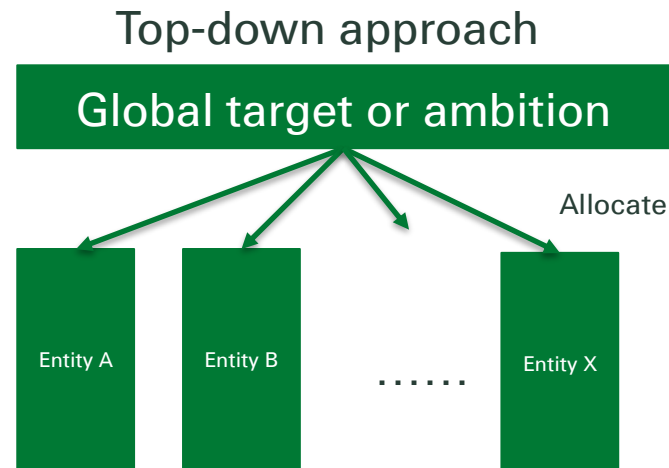 Top-down approach
Global target or ambition
Allocate
Entity A
Entity B
......
Entity X